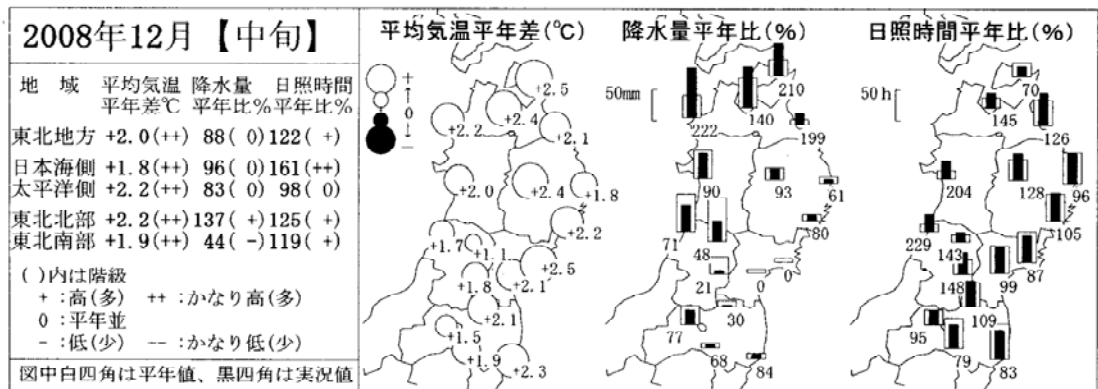 2008年12月【中旬】
地 域 平均気温 降水量 日照時間
平年差℃ 平年比% 平年比%
東北地方 +2.0(++) 88( 0) 122( +)
日本海側 +1.8(++) 96( 0) 161(++)
太平洋側 +2.2(++) 83( 0) 98( 0)
東北北部 +2.2(++) 137( +) 125( +)
東北南部 +1.9(++) 44( -) 119( +)
( )内は階級
+ :高(多) ++ :かなり高(多)
0 :平年並
- :低(少) -- :かなり低(少)
図中白四角は平年値、黒四角は実況値
平均気温平年差(℃)
+
0
-
+2.5
+2.4
+2.2
+2.1
+2.0
+2.4
+1.8
+2.2
+1.7
+1.1
+2.5
+1.8
+2.1
+2.1
+1.5
+1.9
+2.3
降水量平年比(%)
50mm
210
140
222
199
90
93
61
80
71
48
0
0
21
30
77
68
84
日照時間平年比(%)
50h
70
145
126
204
128
96
105
229
143
87
99
148
109
95
79
83